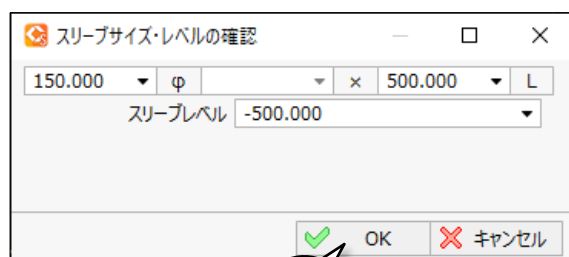 スリーブサイズ・レベルの確認
150.000 φ × 500.000 L
スリーブレベル -500.000
OK キャンセル